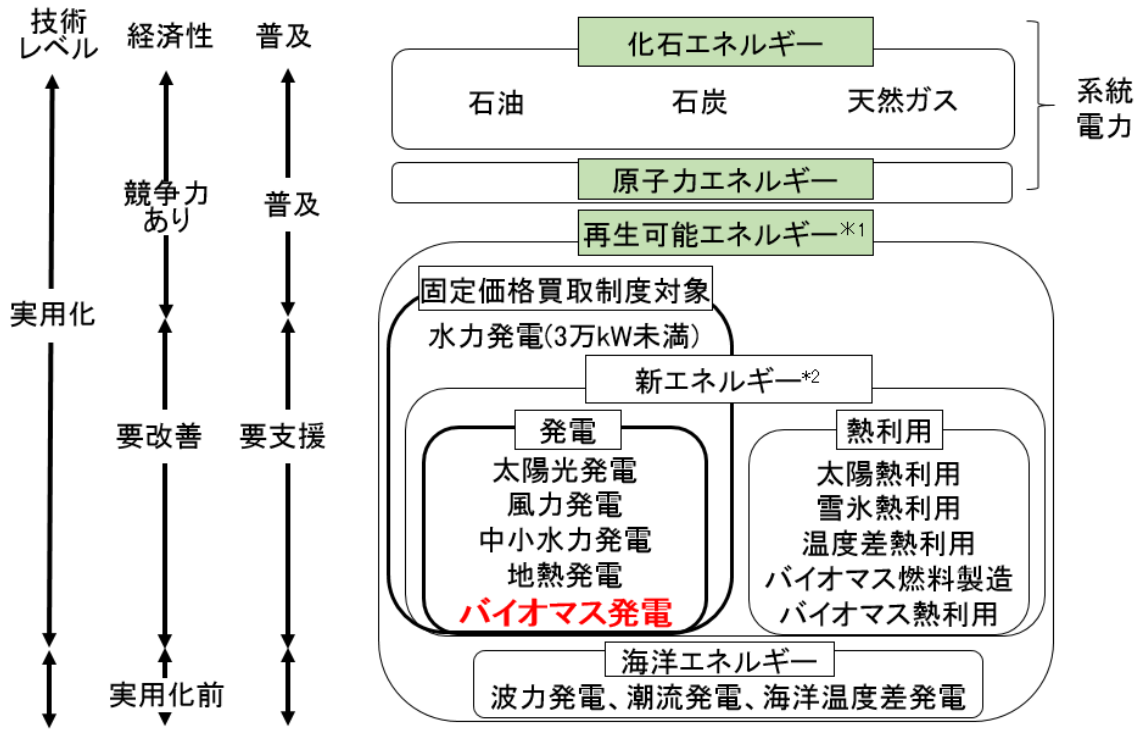 技術
レベル
経済性
普及
化石エネルギー
石油
石炭
天然ガス
系統
電力
原子力エネルギー
競争力
あり
普及
再生可能エネルギー*1
実用化
固定価格買取制度対象
水力発電(3万kW未満)
新エネルギー*2
要改善
要支援
発電
太陽光発電
風力発電
中小水力発電
地熱発電
バイオマス発電
熱利用
太陽熱利用
雪氷熱利用
温度差熱利用
バイオマス燃料製造
バイオマス熱利用
実用化前
海洋エネルギー
波力発電、潮流発電、海洋温度差発電